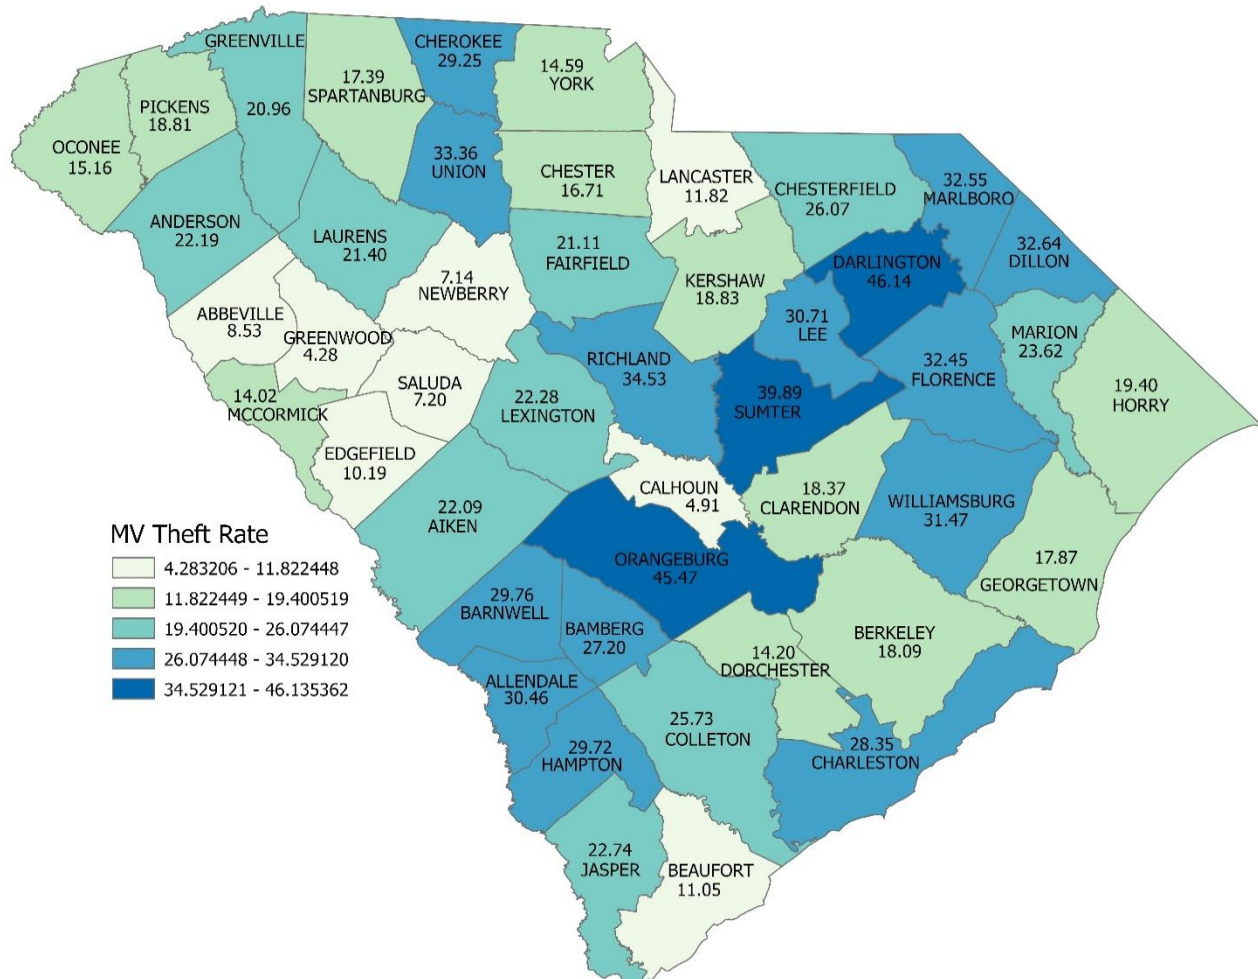 GREENVILLE
20.96
CHEROKEE
29.25
17.39
SPARTANBURG
14.59
YORK
PICKENS
18.81
OCONEE
15.16
33.36
UNION
CHESTER
16.71
LANCASTER
11.82
CHESTERFIELD
26.07
32.55
MARLBORO
ANDERSON
22.19
LAURENS
21.40
21.11
FAIRFIELD
32.64
DILLON
7.14
NEWBERRY
KERSHAW
18.83
DARLINGTON
46.14
ABBEVILLE
8.53
GREENWOOD
4.28
30.71
LEE
MARION
23.62
RICHLAND
34.53
32.45
FLORENCE
SALUDA
7.20
19.40
HORRY
14.02
MCCORMICK
22.28
LEXINGTON
39.89
SUMTER
EDGEFIELD
10.19
CALHOUN
4.91
18.37
CLARENDON
WILLIAMSBURG
31.47
22.09
AIKEN
ORANGEBURG
45.47
17.87
GEORGETOWN
29.76
BARNWELL
BAMBERG
27.20
BERKELEY
18.09
14.20
DORCHESTER
ALLENDALE
30.46
25.73
COLLETON
29.72
HAMPTON
28.35
CHARLESTON
22.74
JASPER
BEAUFORT
11.05
MV Theft Rate
4.283206 - 11.822448
11.822449 - 19.400519
19.400520 - 26.074447
26.074448 - 34.529120
34.529121 - 46.135362